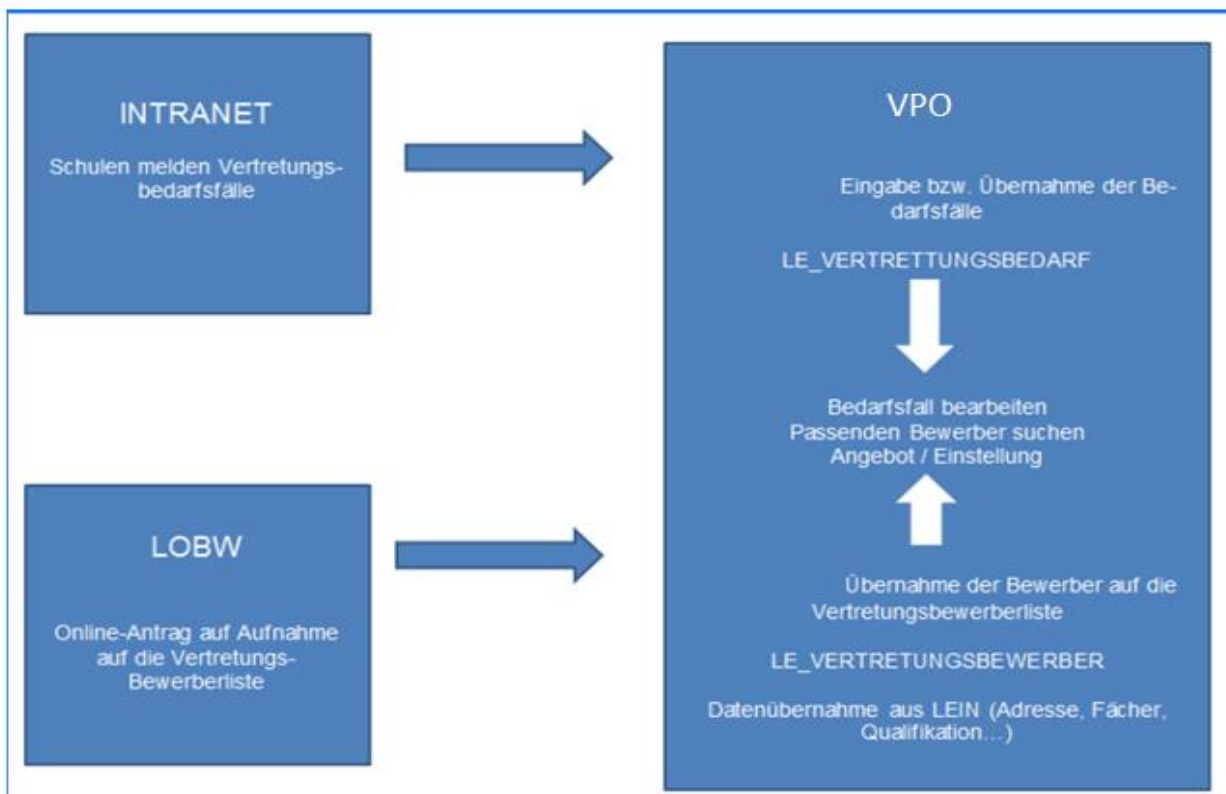 INTRANET
Schulen melden Vertretungs-
bedarfsfälle
LOBW
Online-Antrag auf Aufnahme
auf die Vertretungs-
Bewerberliste
VPO
Eingabe bzw. Übernahme der Be-
darfsfälle
LE_VERTRETTUNGSBEDARF
Bedarfsfall bearbeiten
Passenden Bewerber suchen
Angebot / Einstellung
Übernahme der Bewerber auf die
Vertretungsbewerberliste
LE_VERTRETUNGSBEWERBER
Datenübernahme aus LEIN (Adresse, Fächer,
Qualifikation…)